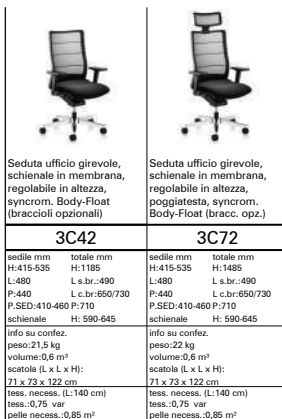 Seduta ufficio girevole,
schienale in membrana,
regolabile in altezza,
syncrom. Body-Float
(braccioli opzionali)
3C42
sedile mm totale mm
H:415-535 H:1185
L:480 L s.br.:490
P:440 L c.br:650/730
P.SED:410-460 P:710
schienale H: 590-645
info su confez.
peso:21,5 kg
volume:0,6 m³
scatola (L x L x H):
71 x 73 x 122 cm
tess. necess. (L:140 cm)
tess.:0,75 var
pelle necess.:0,85 m²
Seduta ufficio girevole,
schienale in membrana,
regolabile in altezza,
poggiatesta, syncrom.
Body-Float (bracc. opz.)
3C72
sedile mm totale mm
H:415-535 H:1485
L:480 L s.br.:490
P:440 L c.br:650/730
P.SED:410-460 P:710
schienale H: 590-645
info su confez.
peso:22 kg
volume:0,6 m³
scatola (L x L x H):
71 x 73 x 122 cm
tess. necess. (L:140 cm)
tess.:0,75 var
pelle necess.:0,85 m²